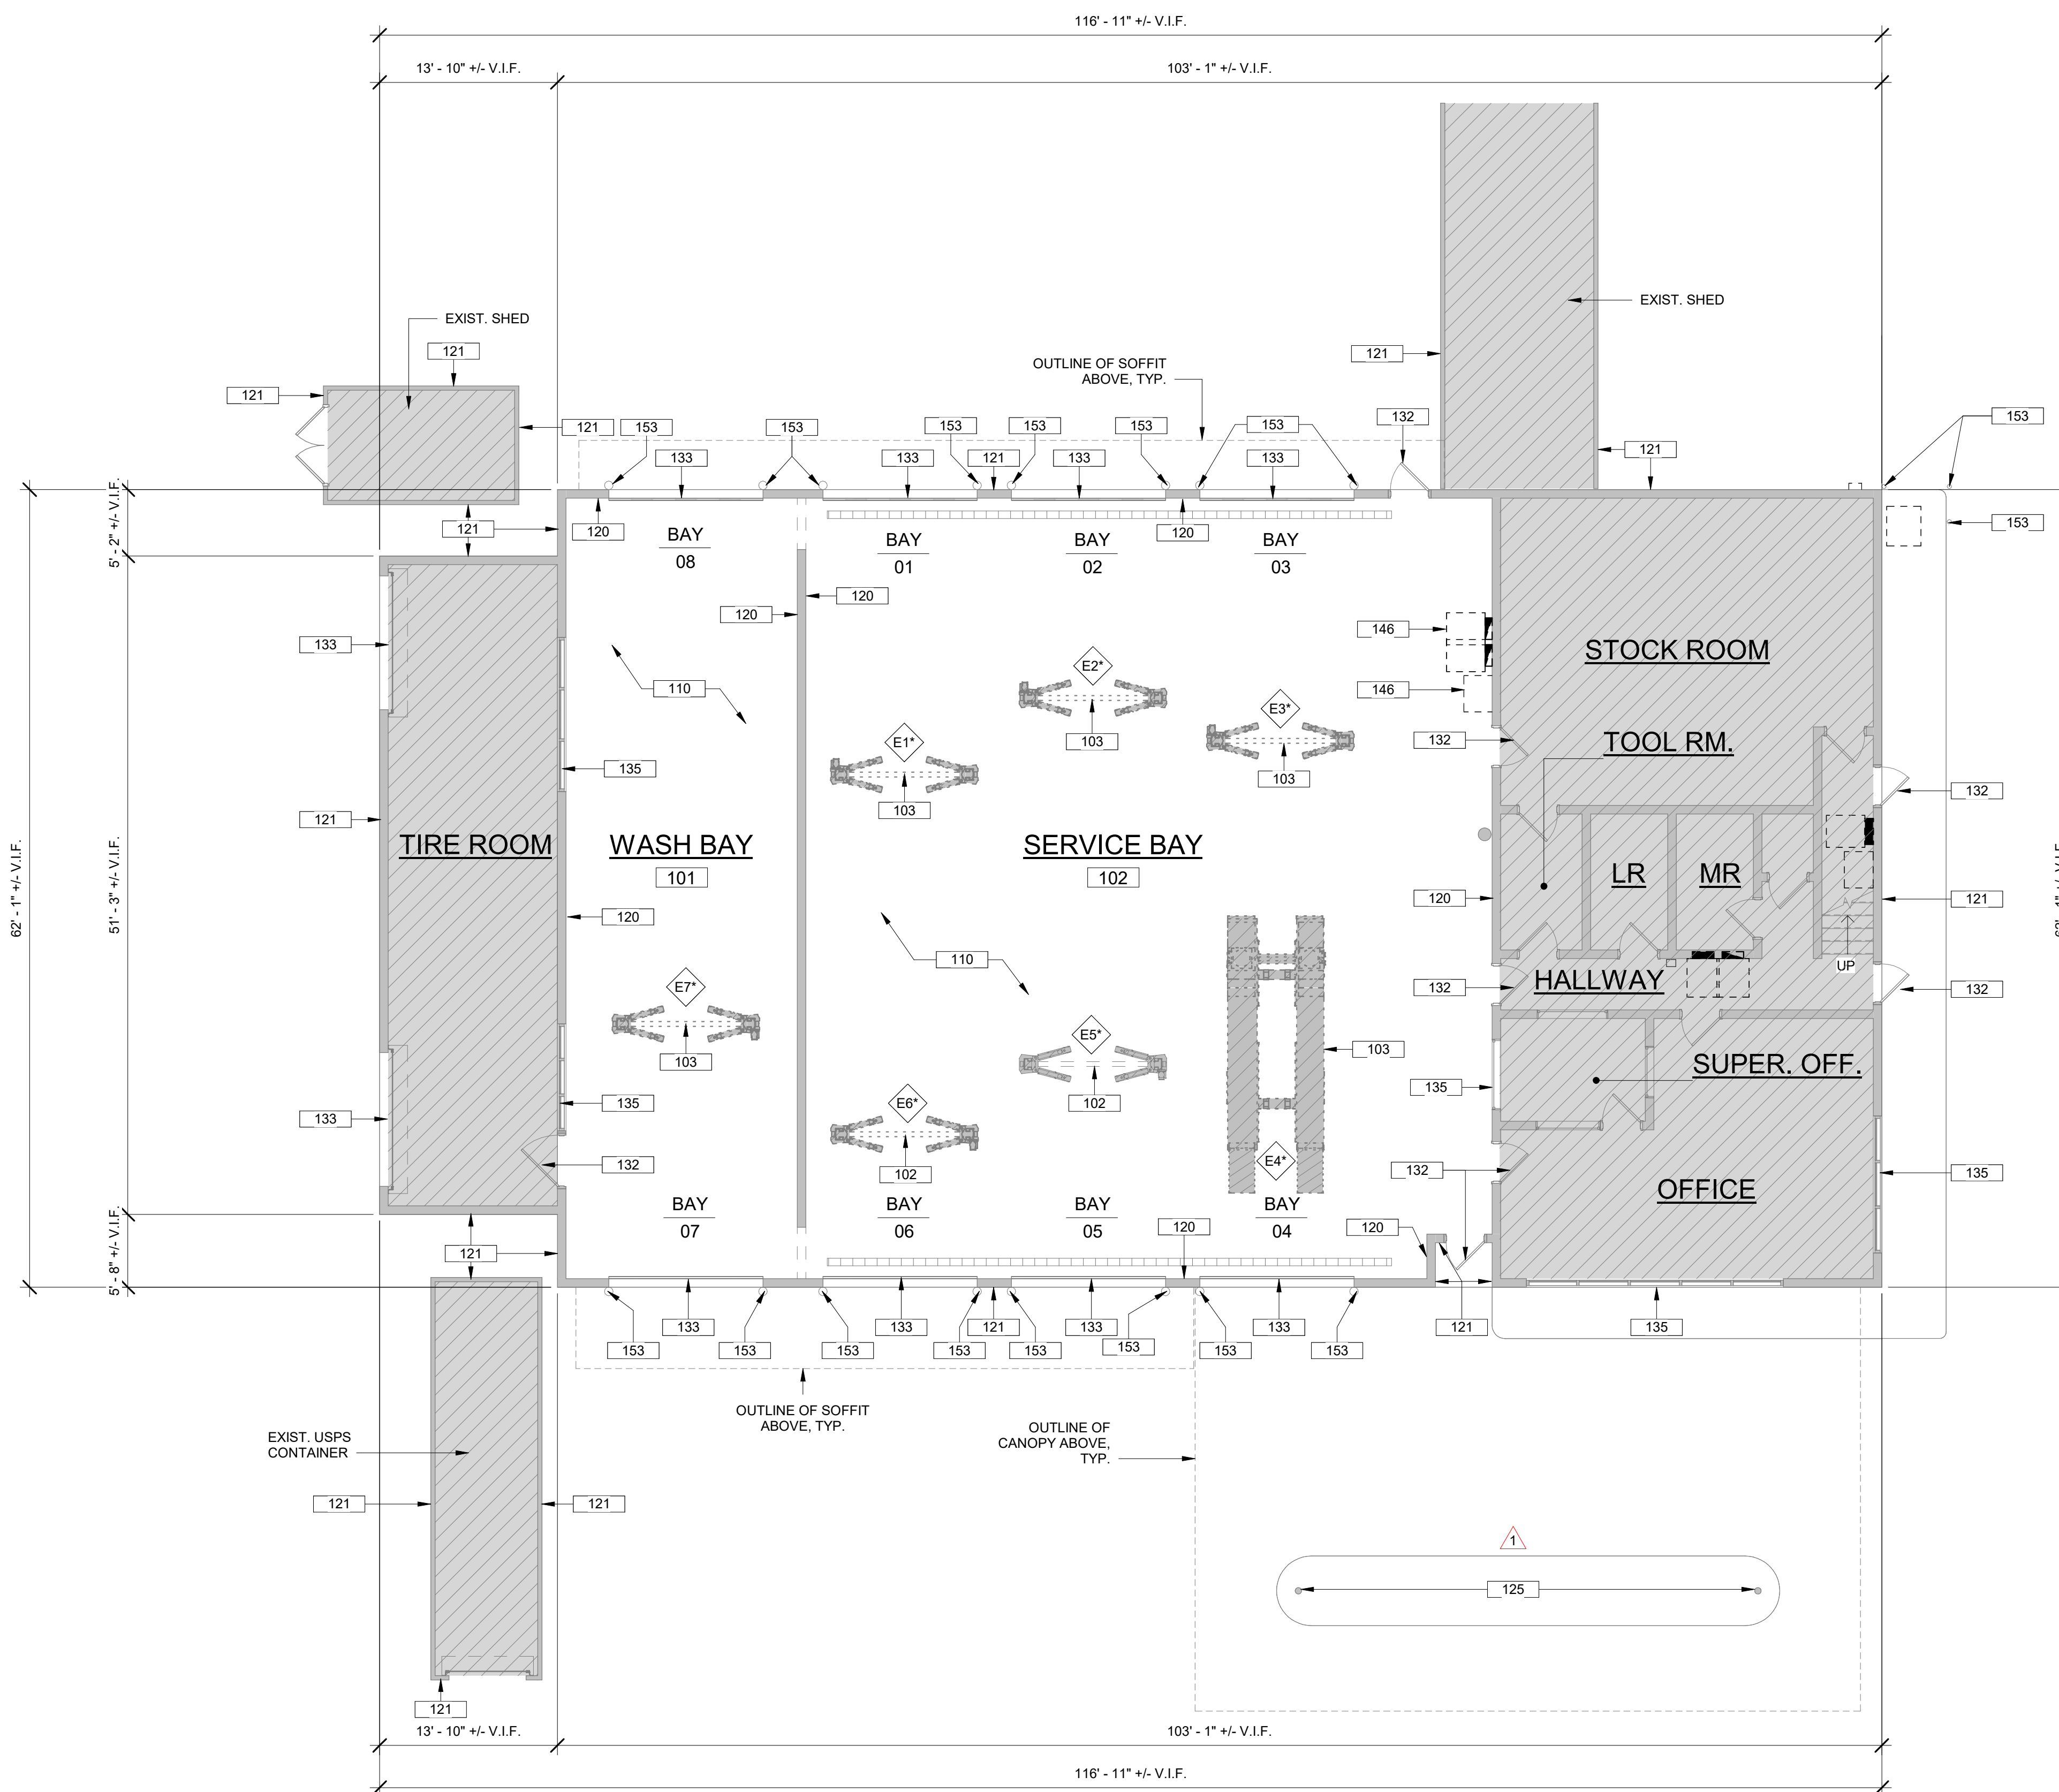 116' - 11" +/- V.I.F.
13' - 10" +/- V.I.F.
103' - 1" +/- V.I.F.
EXIST. SHED
EXIST. SHED
121
121
OUTLINE OF SOFFIT
ABOVE, TYP.
121
121
153
153
153
153
153
153
132
153
133
133
121
133
133
121
5' - 2" +/- V.I.F.
121
120
BAY
08
BAY
01
BAY
02
120
BAY
03
153
120
120
133
110
146
146
STOCK ROOM
E2*
103
E3*
103
E1*
103
132
TOOL RM.
135
132
121
62' - 1" +/- V.I.F.
51' - 3" +/- V.I.F.
TIRE ROOM
WASH BAY
101
SERVICE BAY
102
LR
MR
120
120
121
110
UP
HALLWAY
132
132
E7*
103
E5*
102
103
SUPER. OFF.
135
135
133
E6*
102
E4*
132
132
135
OFFICE
BAY
07
BAY
06
BAY
05
BAY
04
120
120
5' - 8" +/- V.I.F.
121
133
133
121
133
133
121
135
153
153
153
153
153
153
153
153
OUTLINE OF SOFFIT
ABOVE, TYP.
OUTLINE OF
CANOPY ABOVE,
TYP.
EXIST. USPS
CONTAINER
121
121
1
125
121
13' - 10" +/- V.I.F.
103' - 1" +/- V.I.F.
116' - 11" +/- V.I.F.